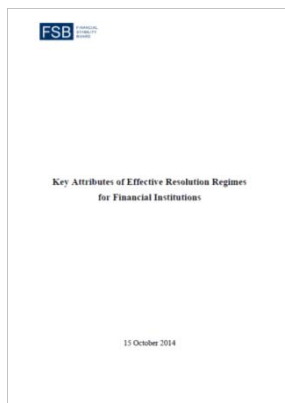 FSB FINANCIAL
STABILITY
BOARD
Key Attributes of Effective Resolution Regimes
for Financial Institutions
15 October 2014